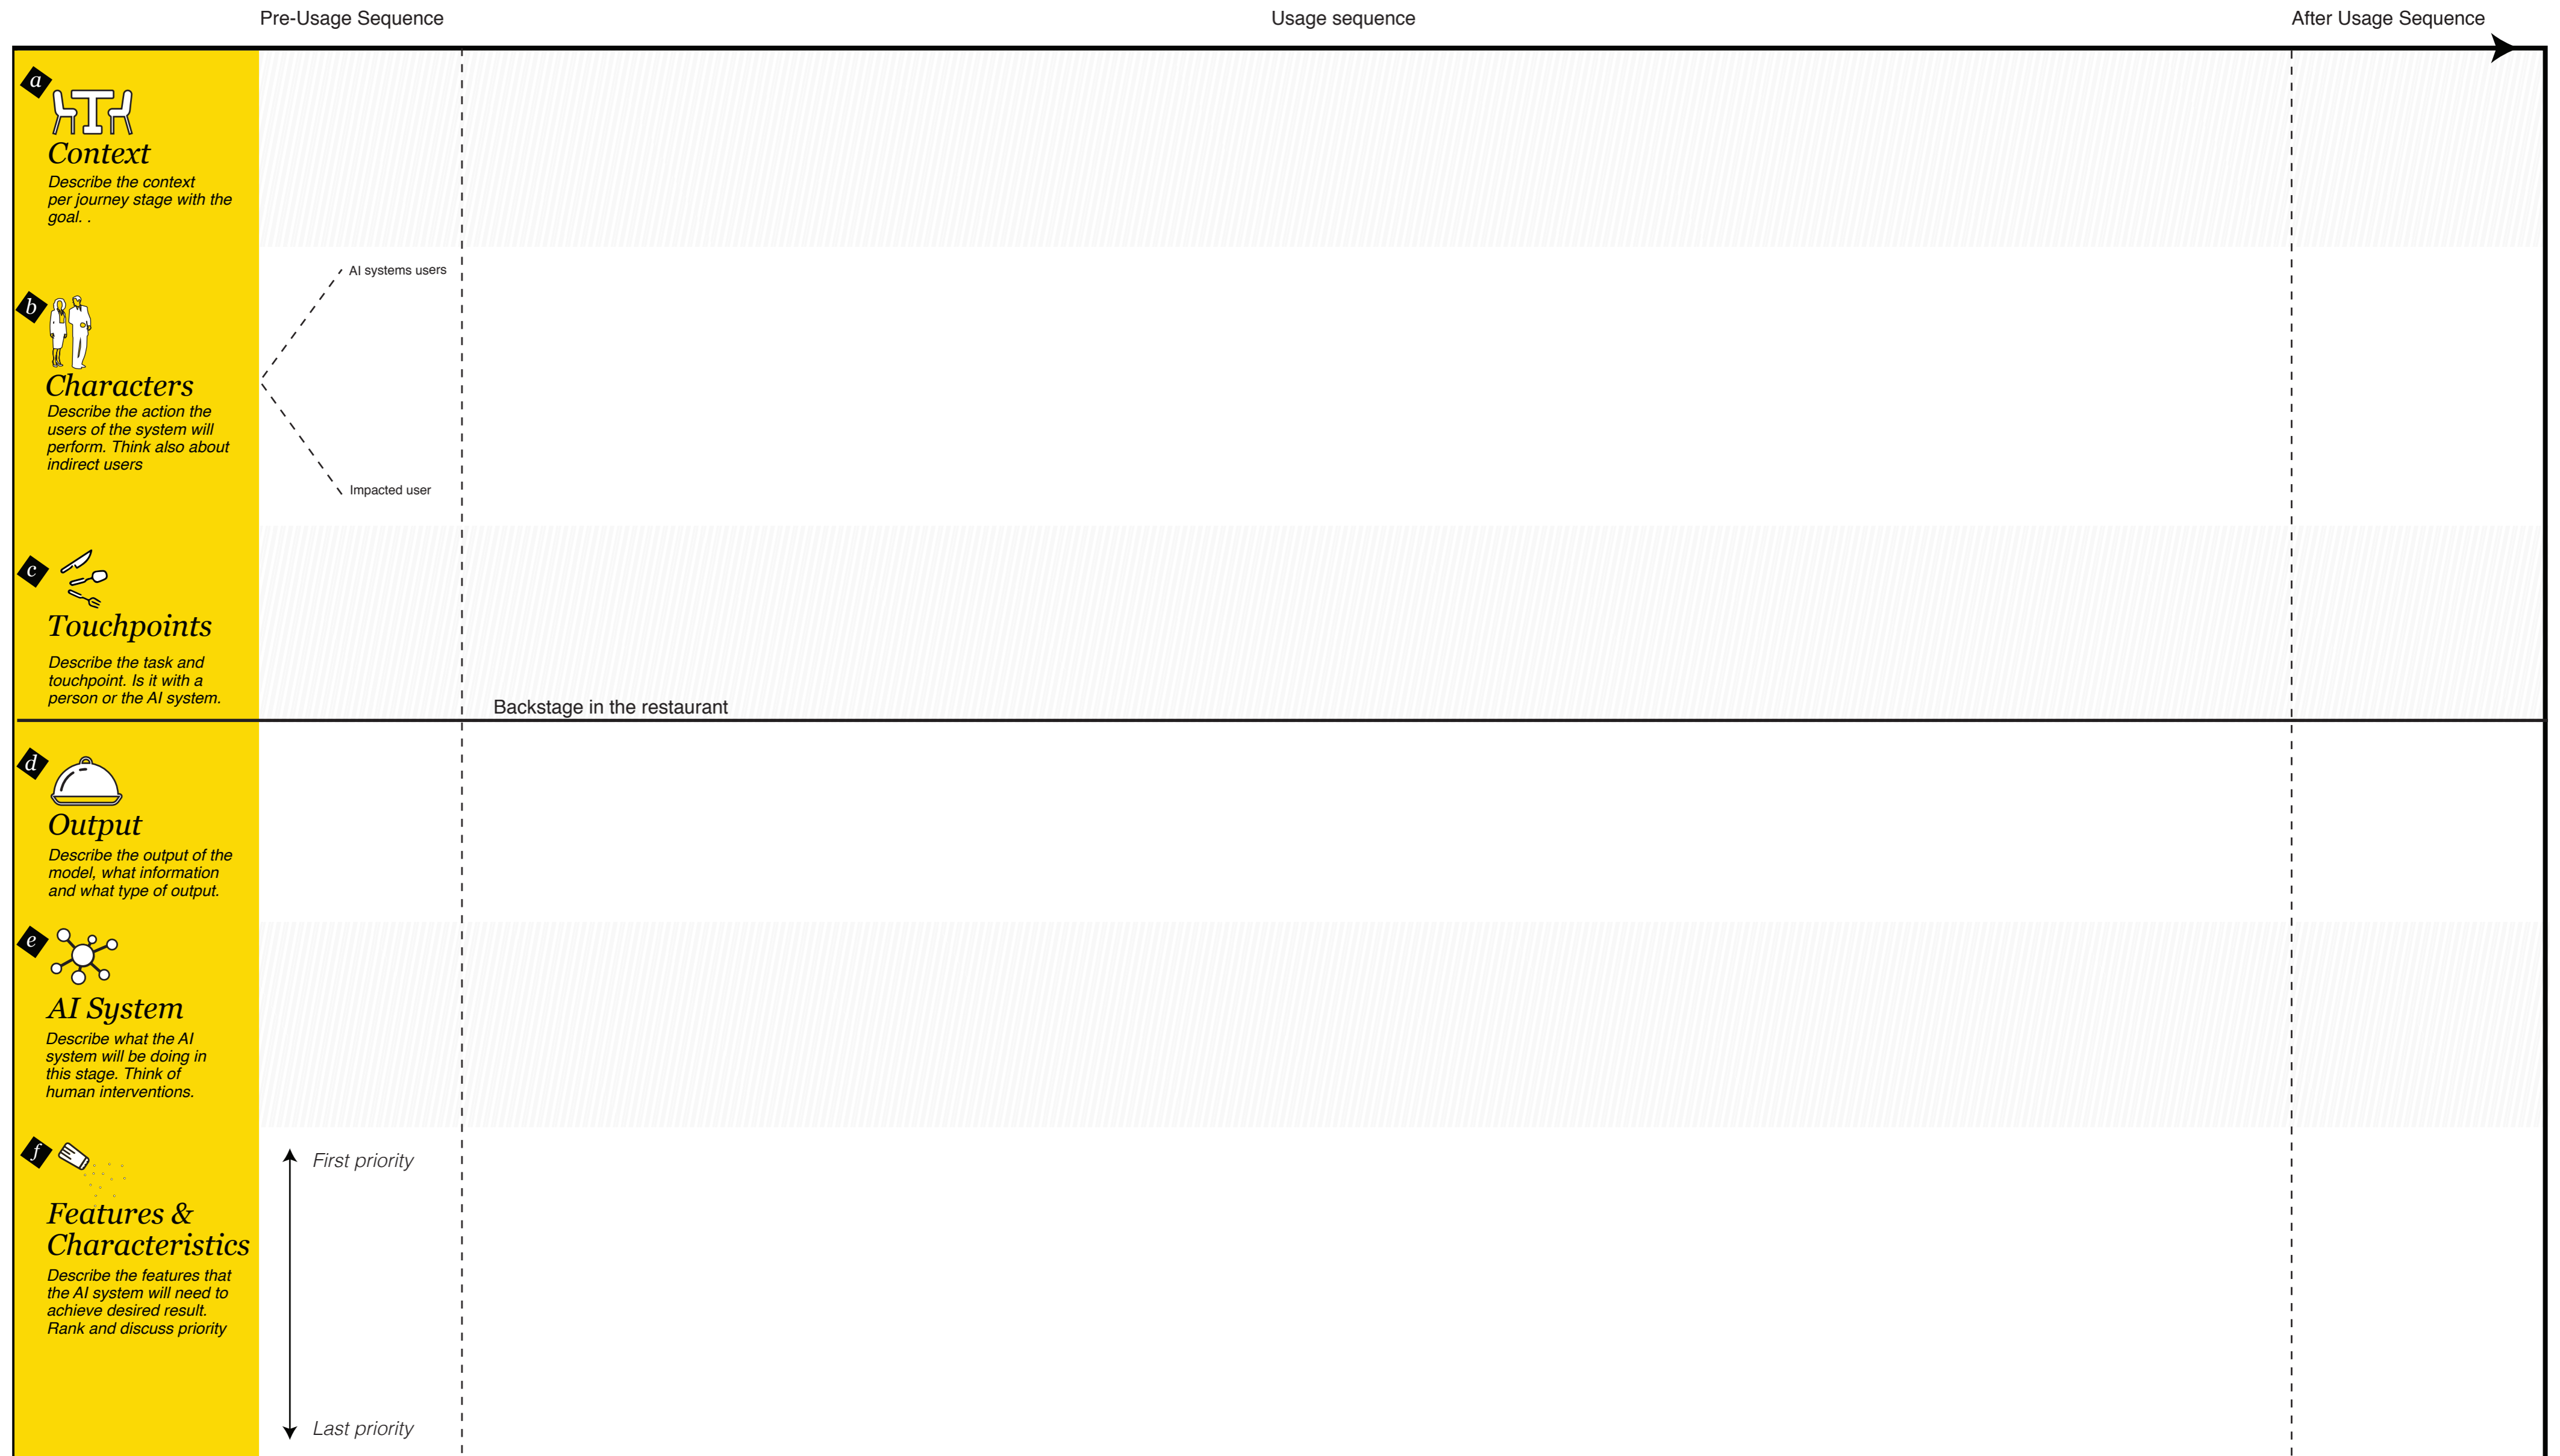 Pre-Usage Sequence
Usage sequence
After Usage Sequence
a
Context
Describe the context
per journey stage with the
goal. .
AI systems users
b
Characters
Describe the action the
users of the system will
perform. Think also about
indirect users
Impacted user
c
Touchpoints
Describe the task and
touchpoint. Is it with a
person or the AI system.
Backstage in the restaurant
d
Output
Describe the output of the
model, what information
and what type of output.
e
AI System
Describe what the AI
system will be doing in
this stage. Think of
human interventions.
f
First priority
Features &
Characteristics
Describe the features that
the AI system will need to
achieve desired result.
Rank and discuss priority
Last priority